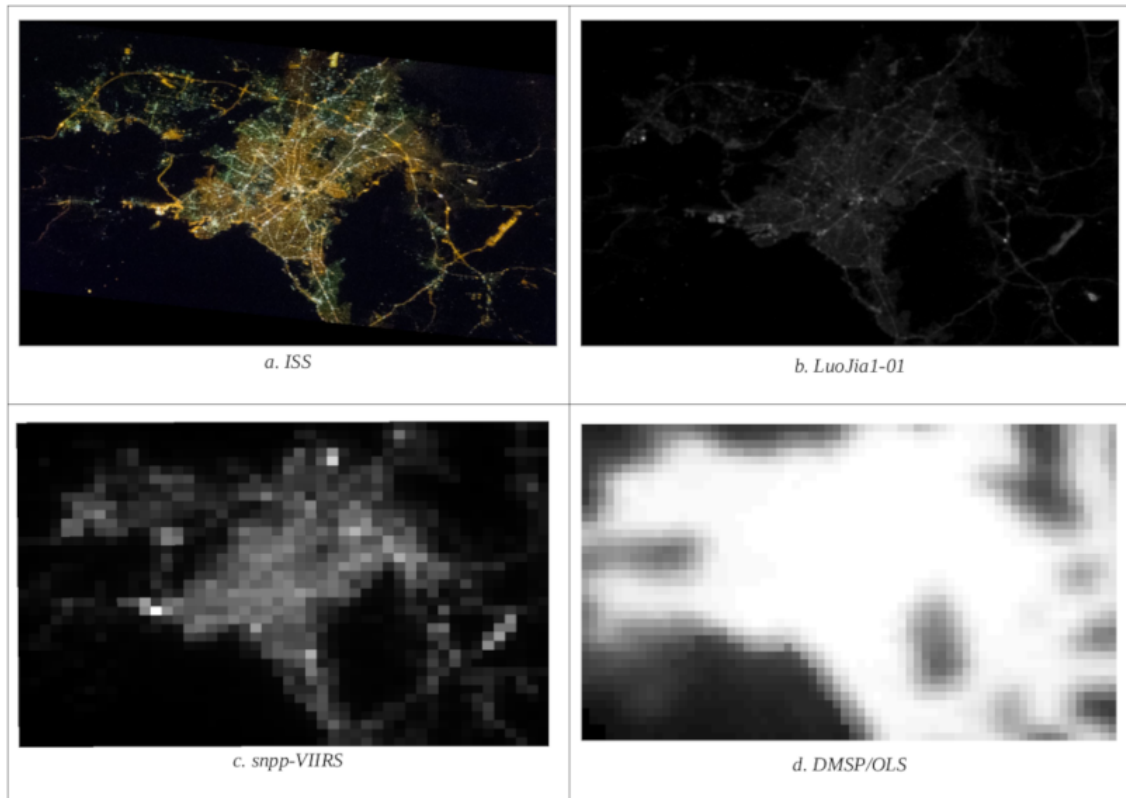 a. ISS
b. LuoJia1-01
c. snpp-VIIRS
d. DMSP/OLS